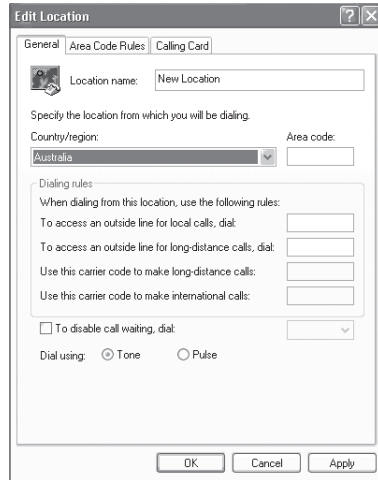 Edit Location
General Area Code Rules Calling Card
Location name: New Location
Specify the location from which you will be dialing.
Country/region: Area code:
Australia
Dialing rules
When dialing from this location, use the following rules:
To access an outside line for local calls, dial:
To access an outside line for long-distance calls, dial:
Use this carrier code to make long-distance calls:
Use this carrier code to make international calls:
To disable call waiting, dial:
Dial using: Tone Pulse
OK Cancel Apply